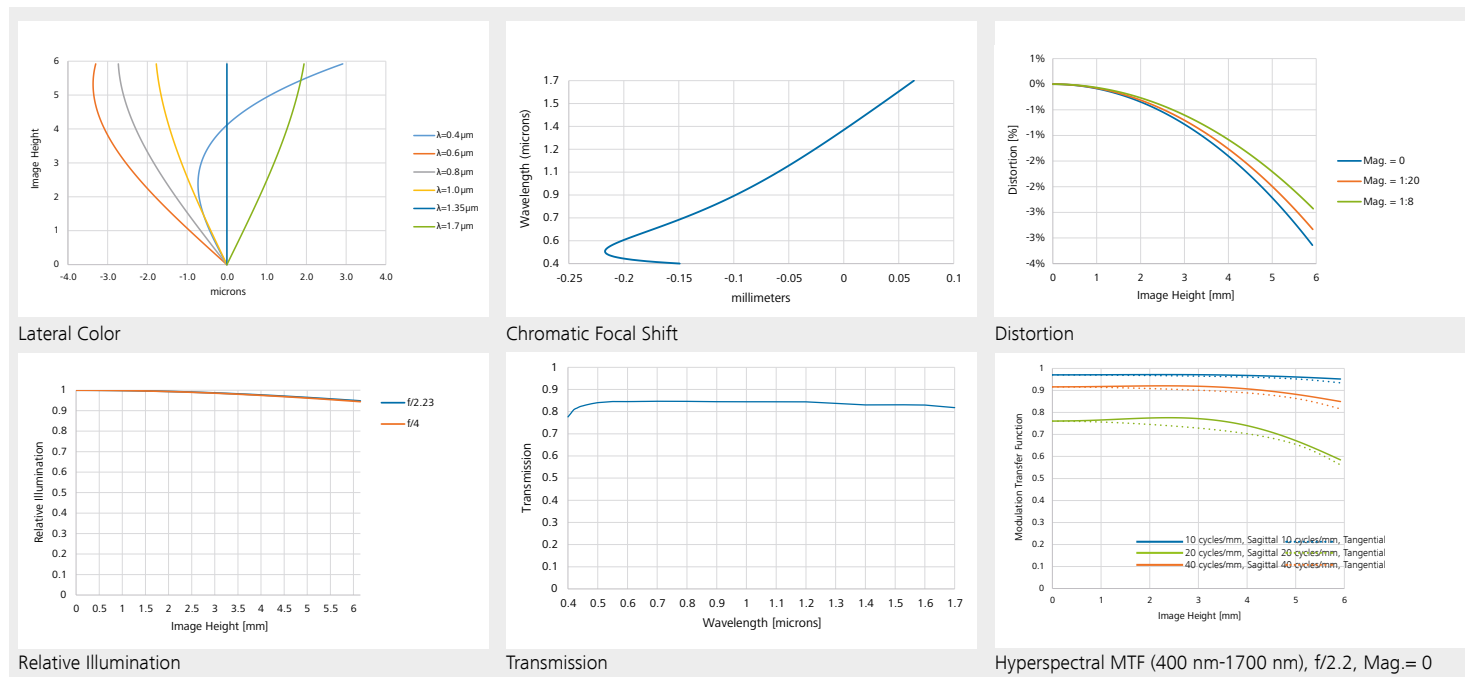 6
5
4
3
2
1
0
Image Height
-4.0 -3.0 -2.0 -1.0 0.0 1.0 2.0 3.0 4.0
microns
λ=0.4µm
λ=0.6µm
λ=0.8µm
λ=1.0µm
λ=1.35µm
λ=1.7µm
Lateral Color
1.7
1.5
1.4
1.2
1.1
0.9
0.7
0.6
0.4
Wavelength (microns)
-0.25 -0.2 -0.15 -0.1 -0.05 0 0.05 0.1
millimeters
Chromatic Focal Shift
1%
0%
-1%
-1%
-2%
-2%
-3%
-3%
-4%
Distortion [%]
0 1 2 3 4 5 6
Image Height [mm]
Mag. = 0
Mag. = 1:20
Mag. = 1:8
Distortion
1
0.9
0.8
0.7
0.6
0.5
0.4
0.3
0.2
0.1
0
Relative Illumination
0 0.5 1 1.5 2 2.5 3 3.5 4 4.5 5 5.5 6
Image Height [mm]
f/2.23
f/4
Relative Illumination
1
0.9
0.8
0.7
0.6
0.5
0.4
0.3
0.2
0.1
0
Transmission
0.4 0.5 0.6 0.7 0.8 0.9 1 1.1 1.2 1.3 1.4 1.5 1.6 1.7
Wavelength [microns]
Transmission
1
0.9
0.8
0.7
0.6
0.5
0.4
0.3
0.2
0.1
0
Modulation Transfer Function
10 cycles/mm, Sagittal 10 cycles/mm, Tangential
20 cycles/mm, Sagittal 20 cycles/mm, Tangential
40 cycles/mm, Sagittal 40 cycles/mm, Tangential
0 1 2 3 4 5 6
Image Height [mm]
Hyperspectral MTF (400 nm-1700 nm), f/2.2, Mag.= 0